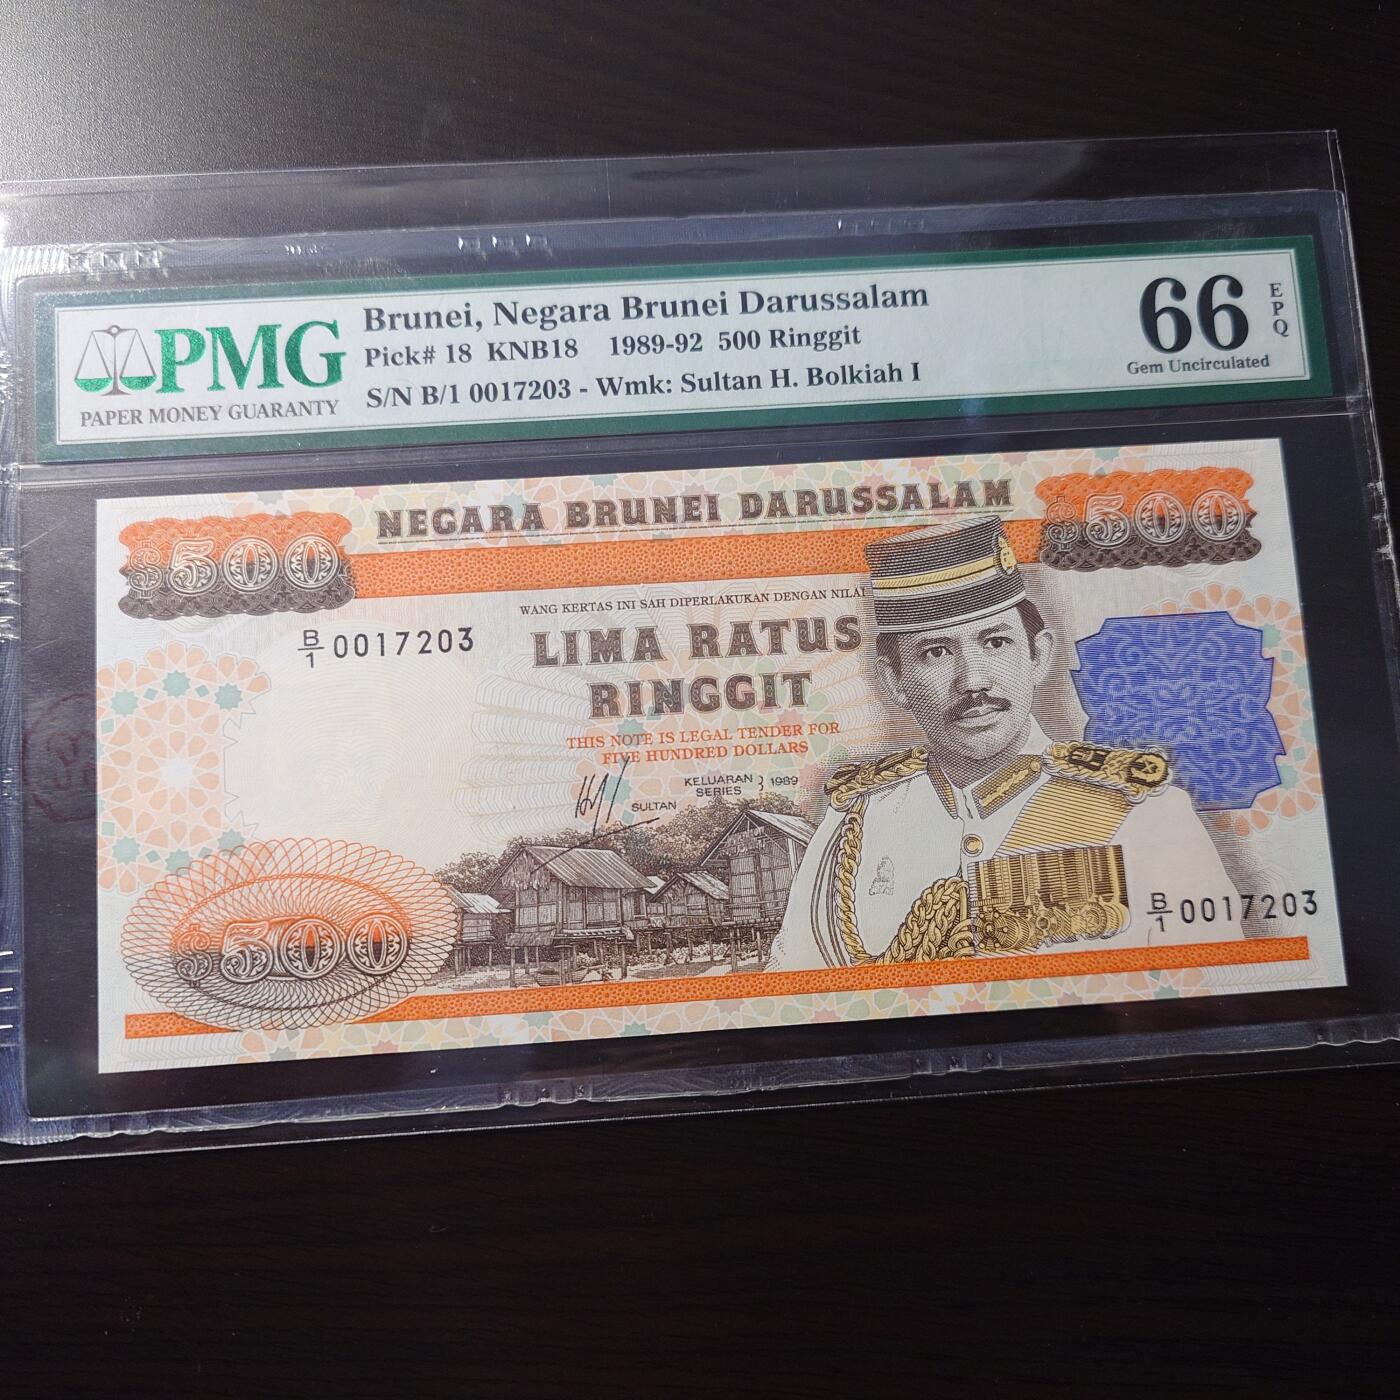 PMG
PAPER MONEY GUARANTY
Brunei, Negara Brunei Darussalam
Pick# 18 KNB18 1989-92 500 Ringgit
S/N B/1 0017203 - Wmk: Sultan H. Bolkiah I
66
EPQ
Gem Uncirculated
$500
NEGARA BRUNEI DARUSSALAM
$500
WANG KERTAS INI SAH DIPERLAKUKAN DENGAN NILAI
B/1 0017203
LIMA RATUS
RINGGIT
THIS NOTE IS LEGAL TENDER FOR
FIVE HUNDRED DOLLARS
KELUARAN
SERIES } 1989
SULTAN
$500
B/1 0017203